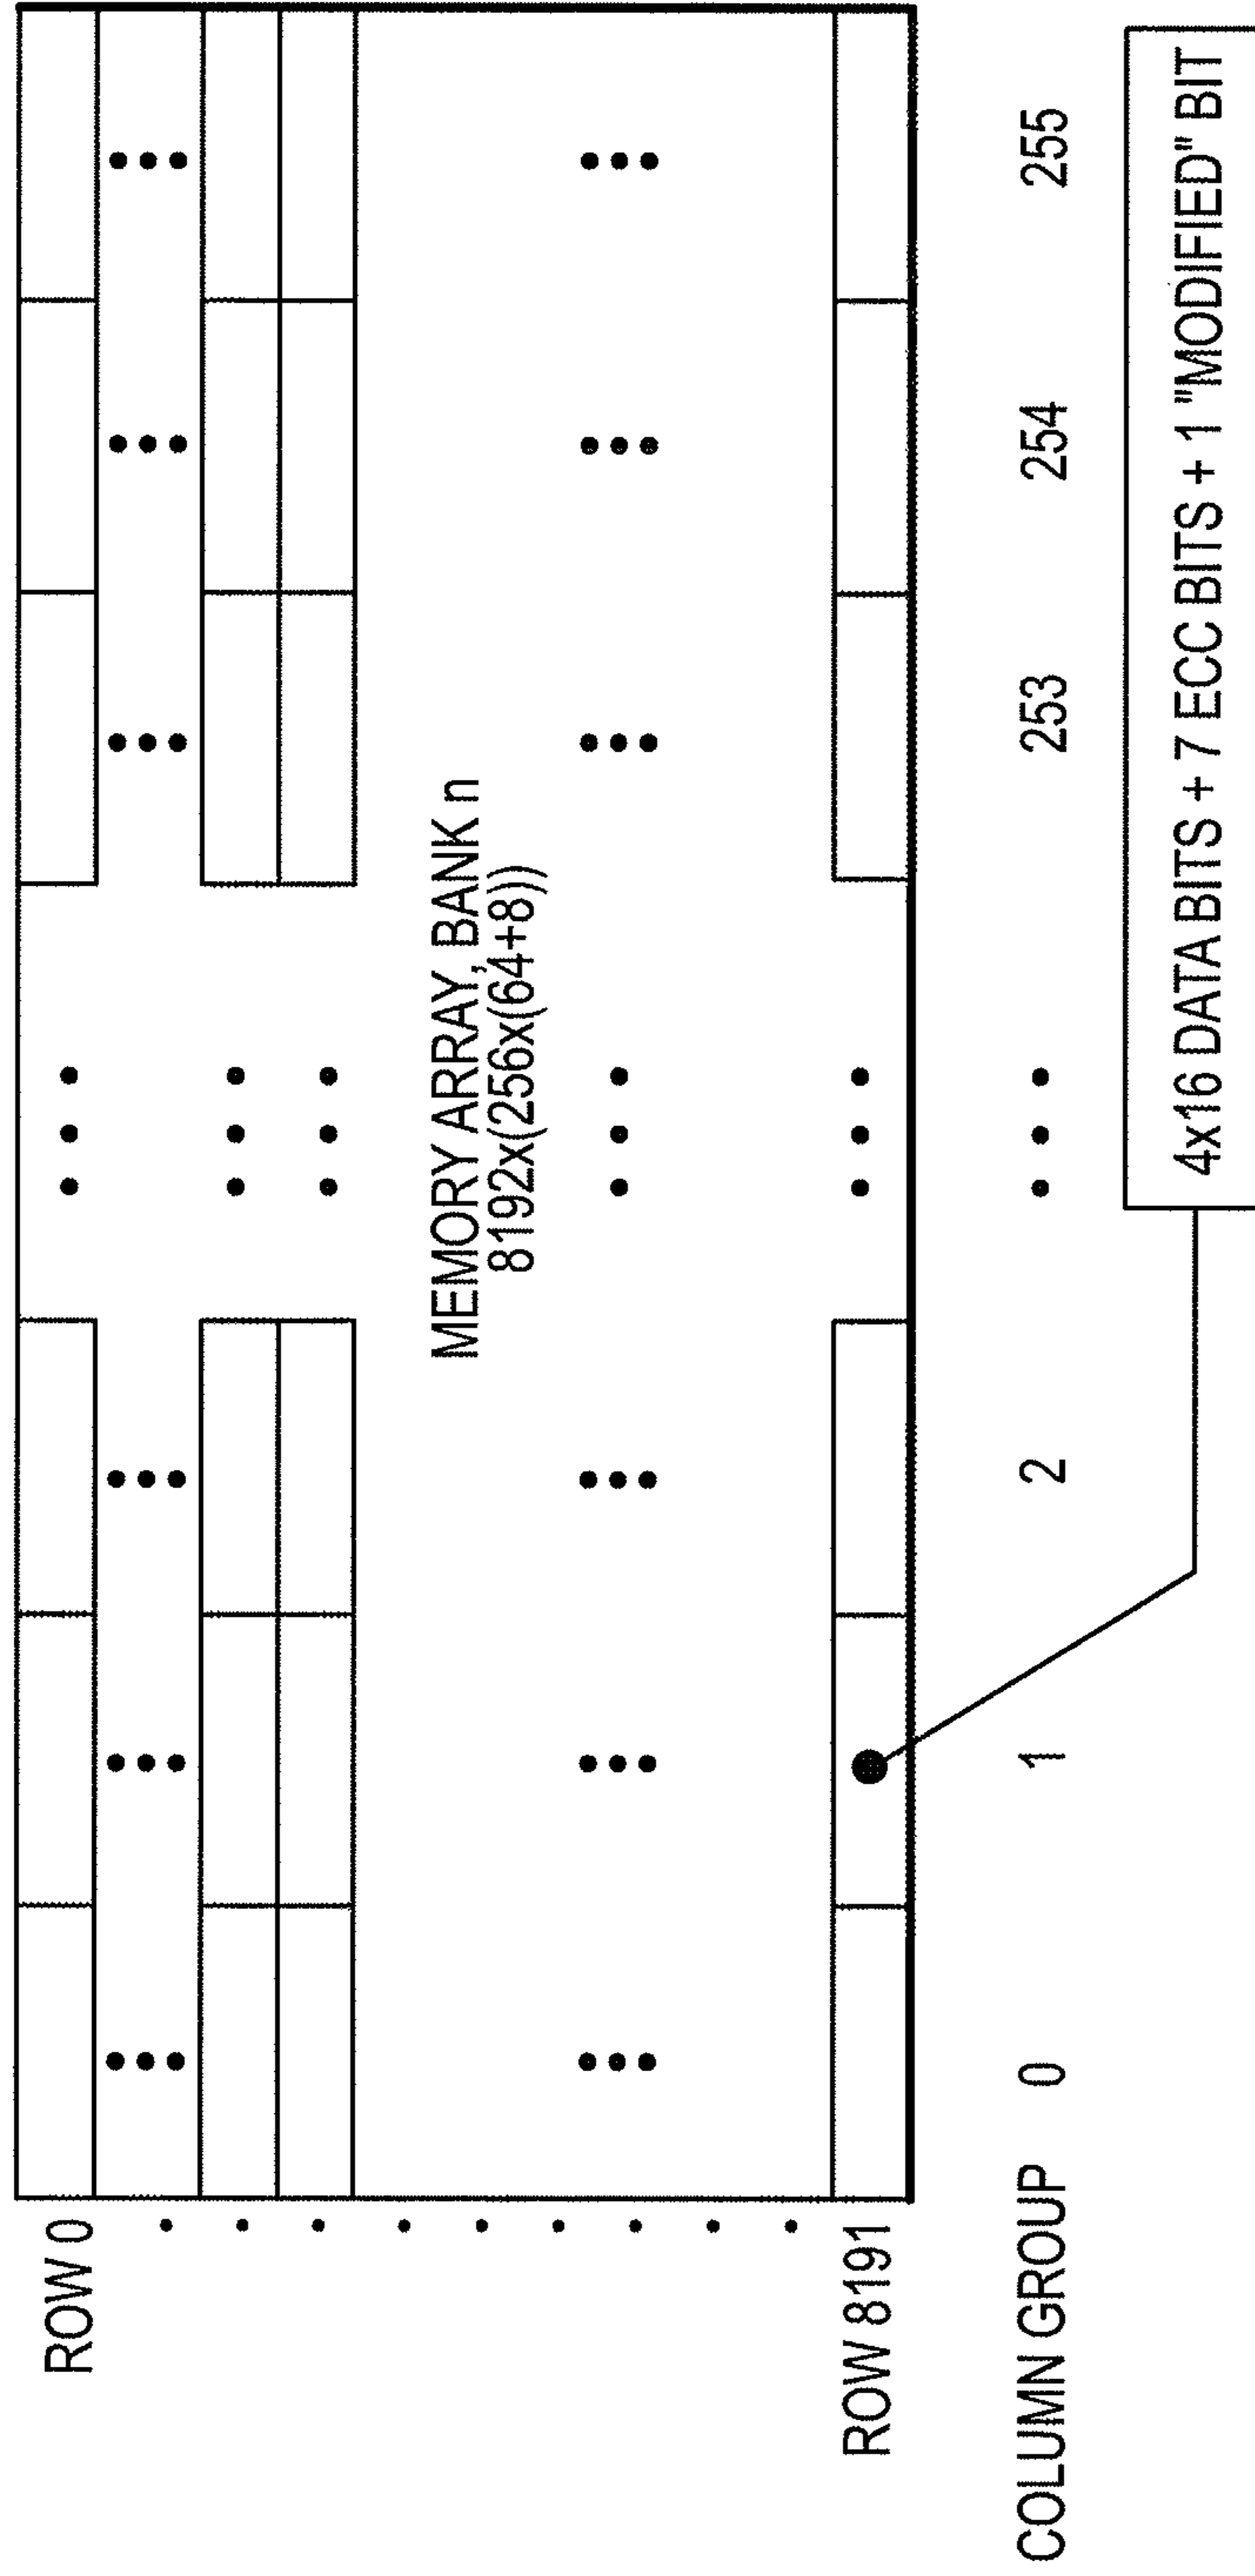 ROW 0
MEMORY ARRAY, BANK n
8192x(256x(64+8))
ROW 8191
COLUMN GROUP 0 1 2 253 254 255
4x16 DATA BITS + 7 ECC BITS + 1 "MODIFIED" BIT